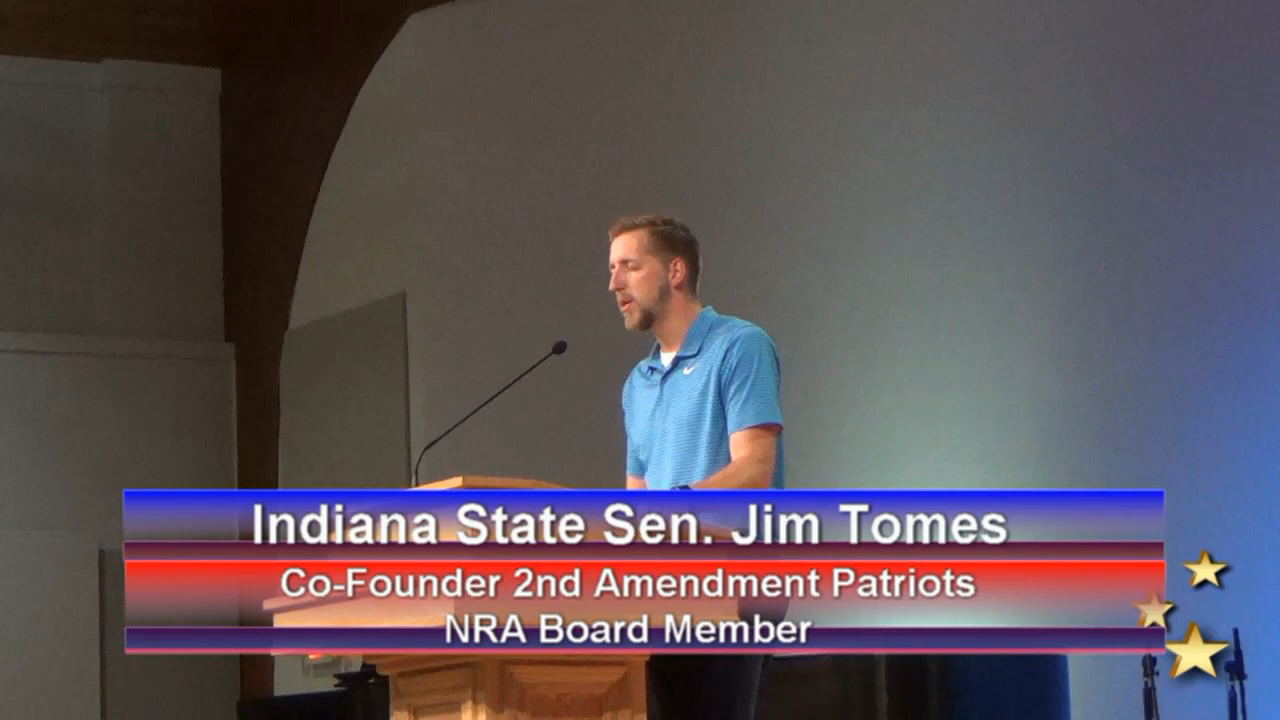 Indiana State Sen. Jim Tomes
Co-Founder 2nd Amendment Patriots
NRA Board Member